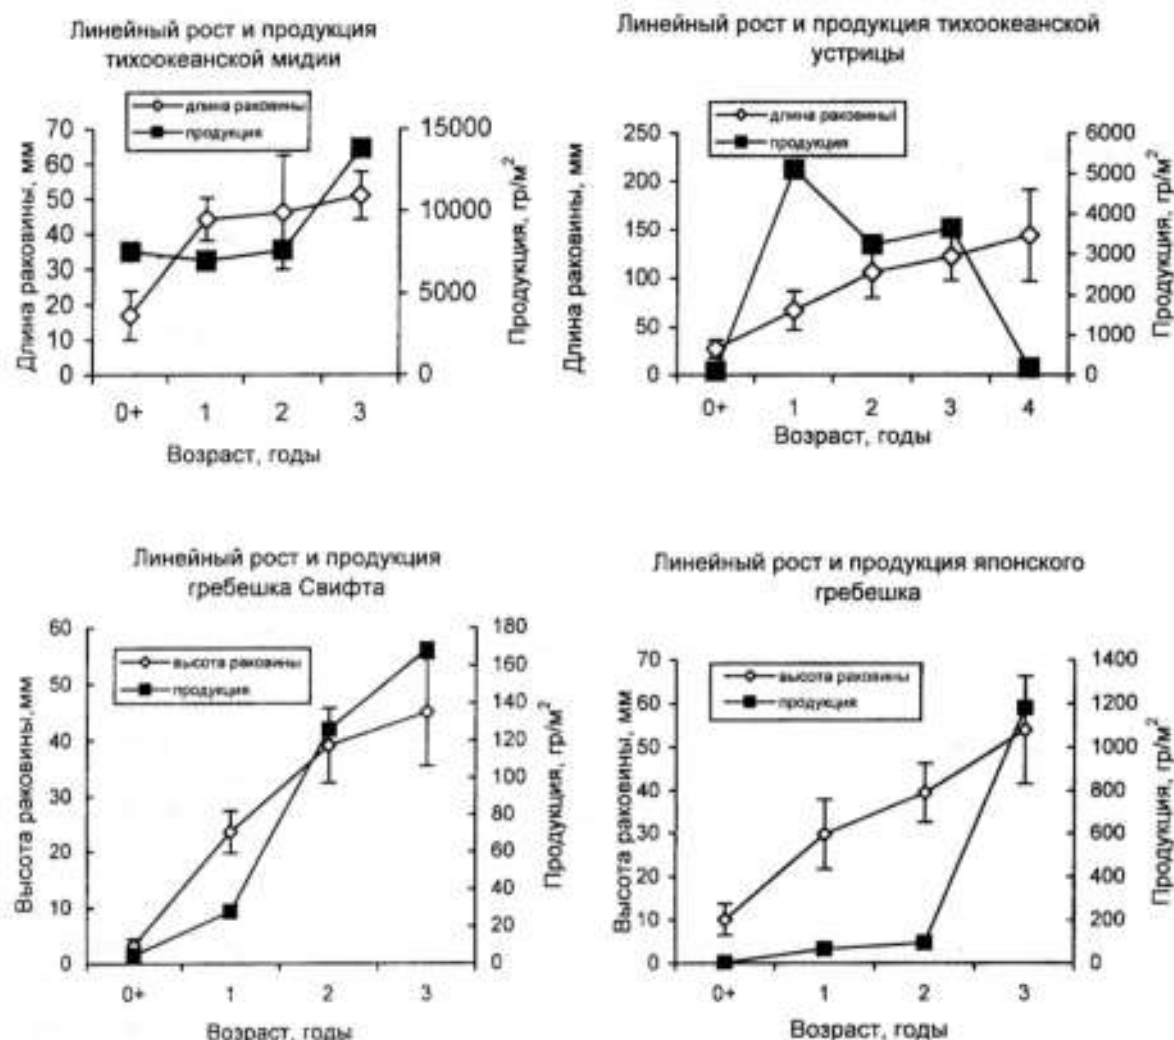 Линейный рост и продукция
тихоокеанской мидии
длина раковины
продукция
70
60
50
40
30
20
10
0
Длина раковины, мм
15000
10000
5000
0
Продукция, гр/м²
0+ 1 2 3
Возраст, годы
Линейный рост и продукция тихоокеанской
устрицы
длина раковины
продукция
250
200
150
100
50
0
Длина раковины, мм
6000
5000
4000
3000
2000
1000
0
Продукция, гр/м²
0+ 1 2 3 4
Возраст, годы
Линейный рост и продукция
гребешка Свифта
высота раковины
продукция
60
50
40
30
20
10
0
Высота раковины, мм
180
160
140
120
100
80
60
40
20
0
Продукция, гр/м²
0+ 1 2 3
Возраст, годы
Линейный рост и продукция японского
гребешка
высота раковины
продукция
70
60
50
40
30
20
10
0
Высота раковины, мм
1400
1200
1000
800
600
400
200
0
Продукция, гр/м²
0+ 1 2 3
Возраст, годы